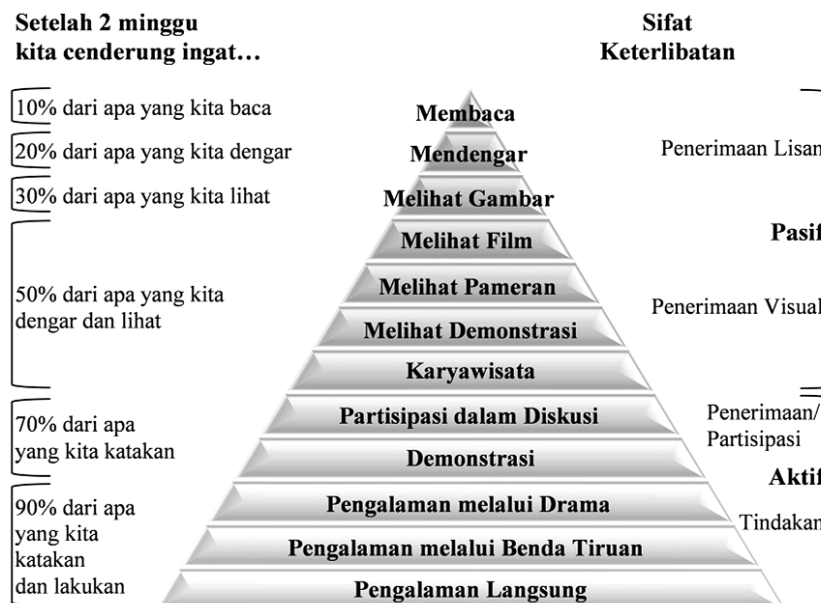 Setelah 2 minggu
kita cenderung ingat…
Sifat
Keterlibatan
10% dari apa yang kita baca
20% dari apa yang kita dengar
30% dari apa yang kita lihat
50% dari apa yang kita
dengar dan lihat
70% dari apa
yang kita katakan
90% dari apa
yang kita
katakan
dan lakukan
Membaca
Mendengar
Melihat Gambar
Melihat Film
Melihat Pameran
Melihat Demonstrasi
Karyawisata
Partisipasi dalam Diskusi
Demonstrasi
Pengalaman melalui Drama
Pengalaman melalui Benda Tiruan
Pengalaman Langsung
Penerimaan Lisan
Pasif
Penerimaan Visual
Penerimaan/
Partisipasi
Aktif
Tindakan